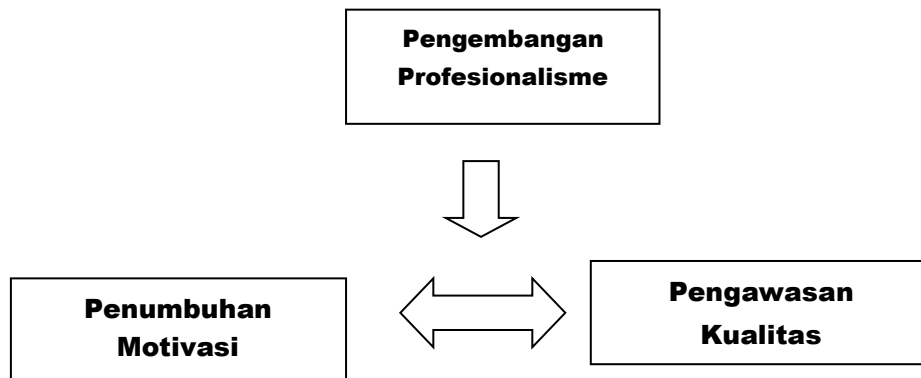 Pengembangan
Profesionalisme
Penumbuhan
Motivasi
Pengawasan
Kualitas